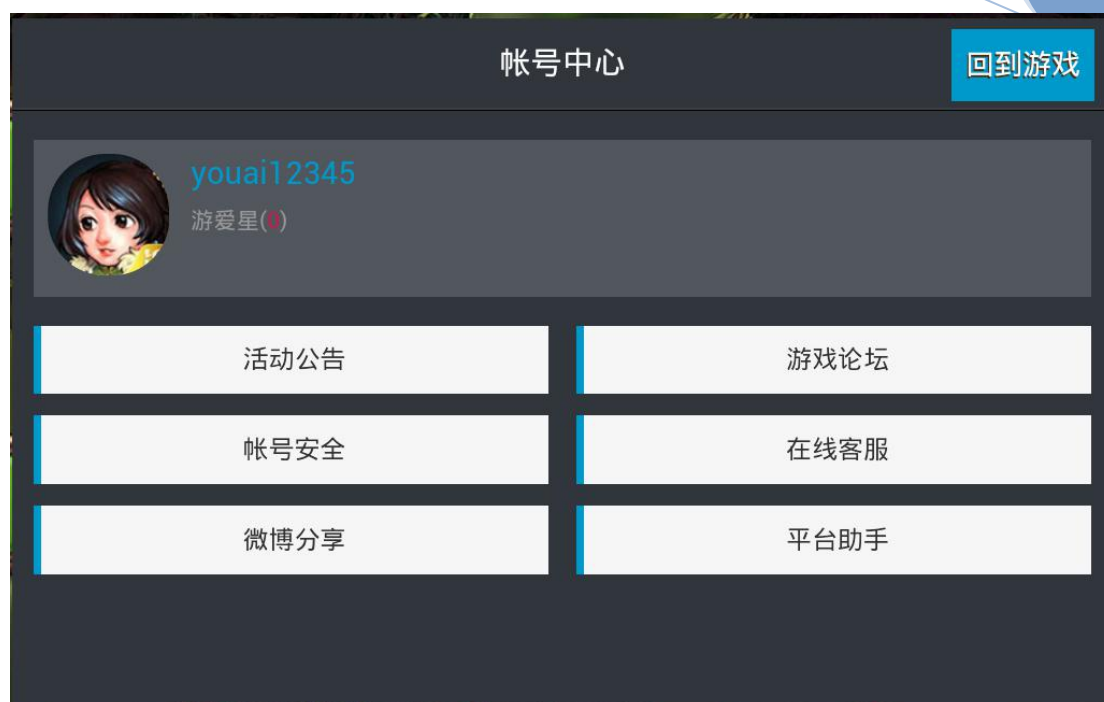 帐号中心
回到游戏
youai12345
游爱星(0)
活动公告
游戏论坛
帐号安全
在线客服
微博分享
平台助手